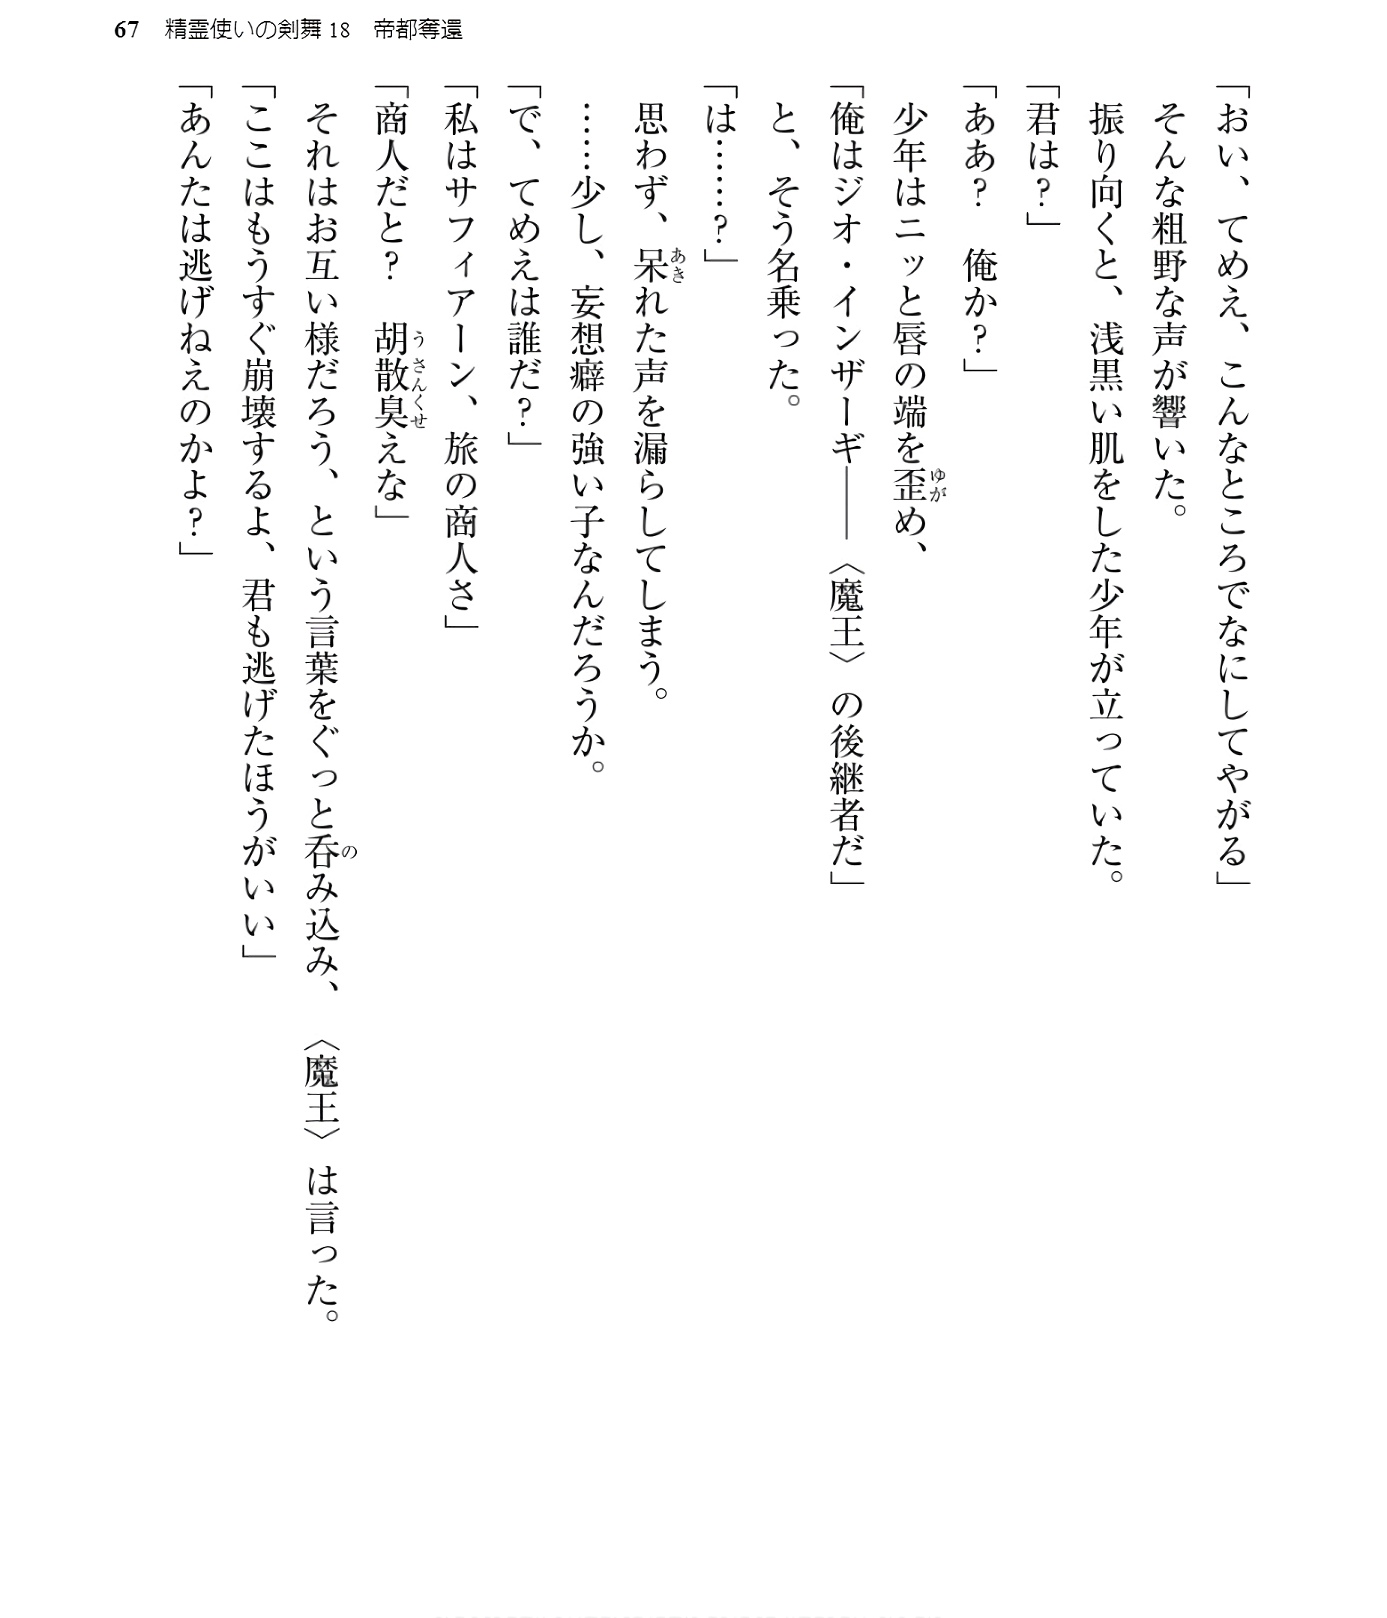 67 精霊使いの剣舞18 帝都奪還
「おい、てめえ、こんなところでなにしてやがる」
そんな粗野な声が響いた。
振り向くと、浅黒い肌をした少年が立っていた。
「君は?」
「ああ? 俺か?」
少年はニッと唇の端を歪め、
「俺はジオ・インザーギ――〈魔王〉の後継者だ」
と、そう名乗った。
「は……?」
思わず、呆れた声を漏らしてしまう。
……少し、妄想癖の強い子なんだろうか。
「で、てめえは誰だ?」
「私はサフィアーン、旅の商人さ」
「商人だと? 胡散臭えな」
それはお互い様だろう、という言葉をぐっと呑み込み、〈魔王〉は言った。
「ここはもうすぐ崩壊するよ、君も逃げたほうがいい」
「あんたは逃げねえのかよ?」